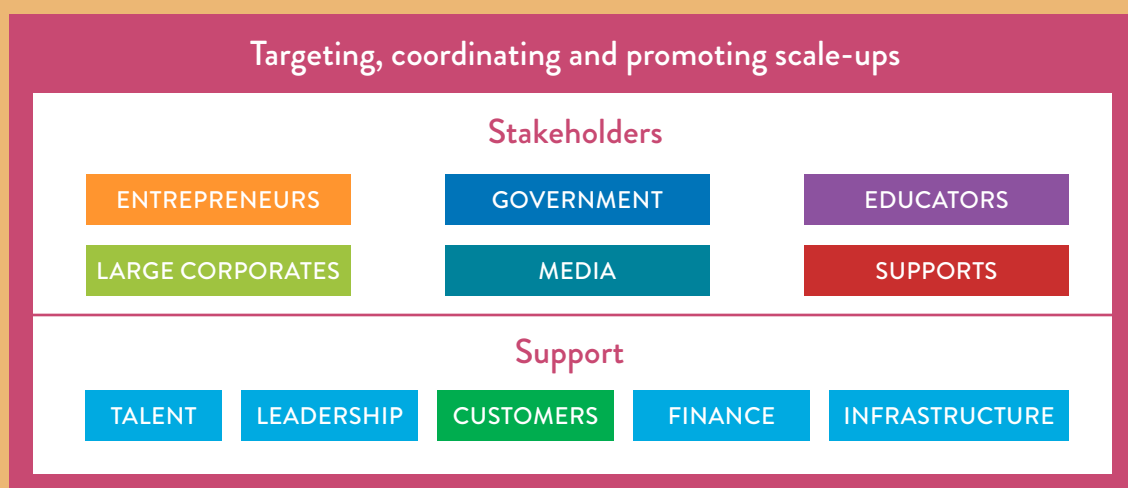 Targeting, coordinating and promoting scale-ups
Stakeholders
ENTREPRENEURS
GOVERNMENT
EDUCATORS
LARGE CORPORATES
MEDIA
SUPPORTS
Support
TALENT
LEADERSHIP
CUSTOMERS
FINANCE
INFRASTRUCTURE